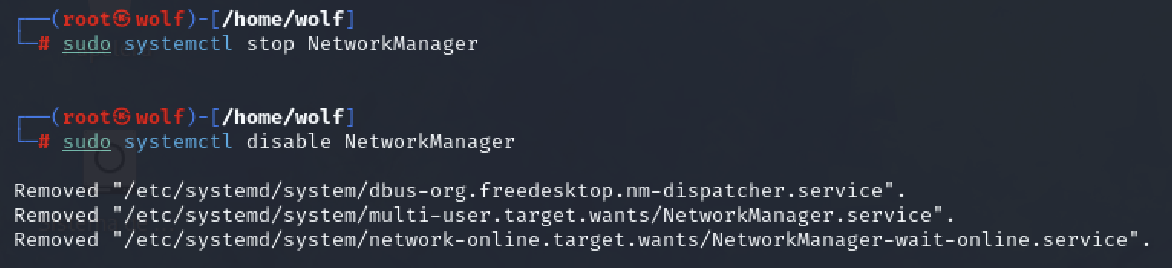 ┌──(root㉿wolf)-[/home/wolf]
└─# sudo systemctl stop NetworkManager
┌──(root㉿wolf)-[/home/wolf]
└─# sudo systemctl disable NetworkManager
Removed "/etc/systemd/system/dbus-org.freedesktop.nm-dispatcher.service".
Removed "/etc/systemd/system/multi-user.target.wants/NetworkManager.service".
Removed "/etc/systemd/system/network-online.target.wants/NetworkManager-wait-online.service".